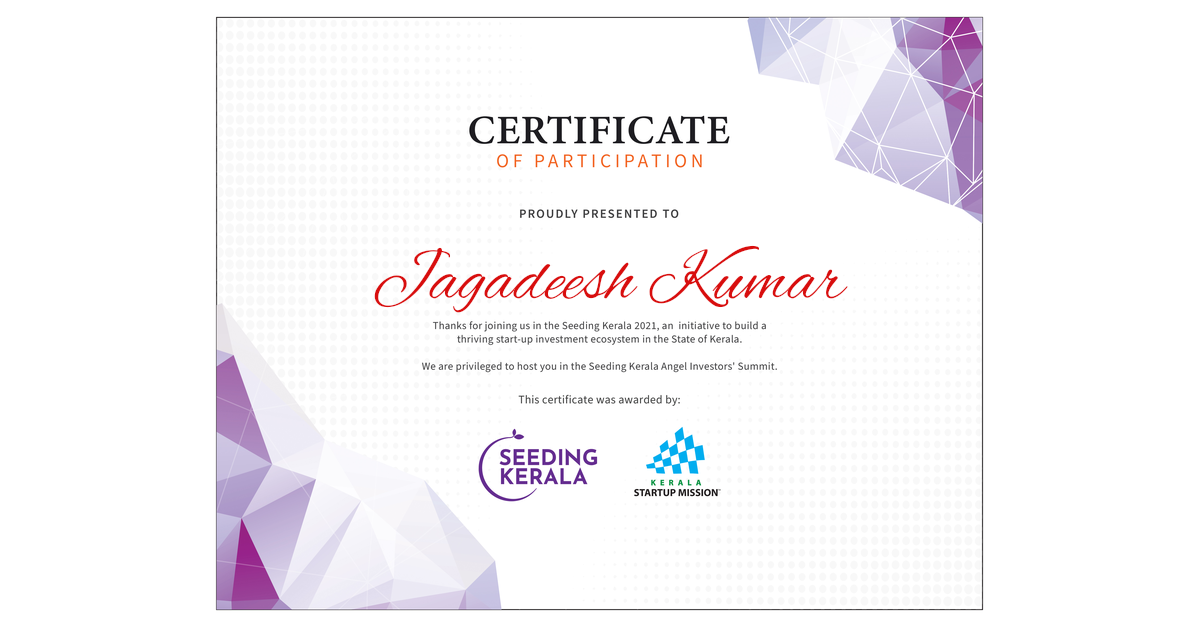 CERTIFICATE
OF PARTICIPATION
PROUDLY PRESENTED TO
Jagadeesh Kumar
Thanks for joining us in the Seeding Kerala 2021, an initiative to build a
thriving start-up investment ecosystem in the State of Kerala.
We are privileged to host you in the Seeding Kerala Angel Investors' Summit.
This certificate was awarded by:
SEEDING
KERALA
KERALA
STARTUP MISSION